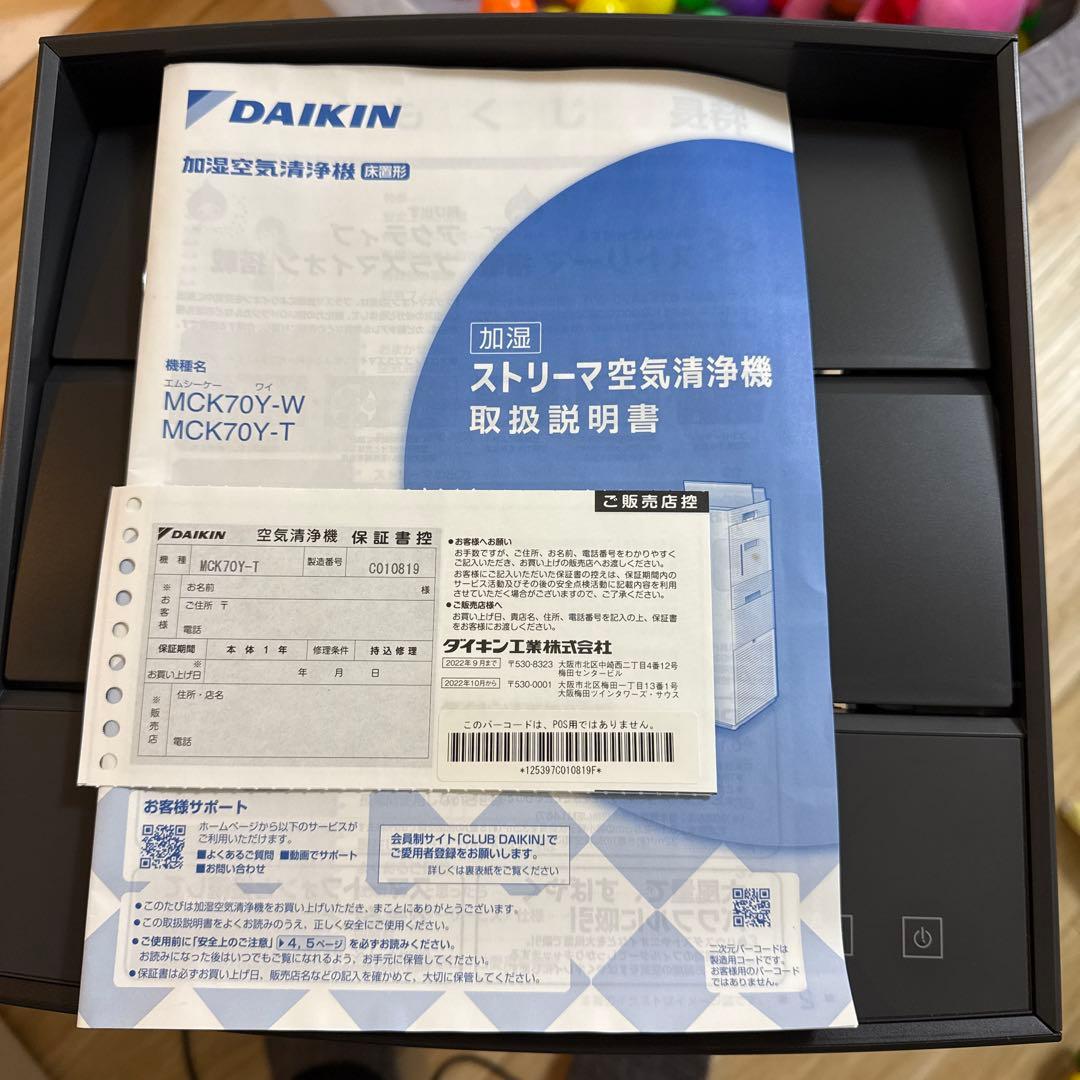 DAIKIN
加湿空気清浄機 床置形
加湿
ストリーマ空気清浄機
取扱説明書
機種名
エムシーケー ワイ
MCK70Y-W
MCK70Y-T
ご販売店控
DAIKIN 空気清浄機 保証書控
機種 MCK70Y-T 製造番号 C010819
※お客様
お名前 様
ご住所 〒
電話
保証期間 本体1年 修理条件 持込修理
※お買い上げ日 年 月 日
※販売店
住所・店名
電話
●お客様へお願い
お手数ですが、ご住所、お名前、電話番号をわかりやすく
ご記入いただき、お買い上げの販売店へお渡しください。
お客様にご記入いただいた保証書の控えは、保証期間内の
サービス活動及びその後の安全点検活動に記載内容を利用
させていただく場合がございますので、ご了承ください。
●ご販売店様へ
お買い上げ日、貴店名、住所、電話番号を記入の上、保証書
をお客様にお渡しください。
ダイキン工業株式会社
2022年9月まで 〒530-8323 大阪市北区中崎西二丁目4番12号
梅田センタービル
2022年10月から 〒530-0001 大阪市北区梅田一丁目13番1号
大阪梅田ツインタワーズ・サウス
このバーコードは、POS用ではありません。
*125397C010819F*
お客様サポート
ホームページから以下のサービスが
ご利用いただけます。
■よくあるご質問 ■動画でサポート
■お問い合わせ
会員制サイト「CLUB DAIKIN」で
ご愛用者登録をお願いします。
詳しくは裏表紙をご覧ください
●このたびは加湿空気清浄機をお買い上げいただき、まことにありがとうございます。
●この取扱説明書をよくお読みのうえ、正しく安全にご使用ください。
●ご使用前に「安全上のご注意」▶4,5ページ を必ずお読みください。
お読みになった後はいつでもご覧になれるよう、お手元に保管してください。
●保証書は必ずお買い上げ日、販売店名などの記入を確かめて、大切に保管してください。
二次元バーコードは
製造用コードです。
お客様用のバーコード
ではありません。